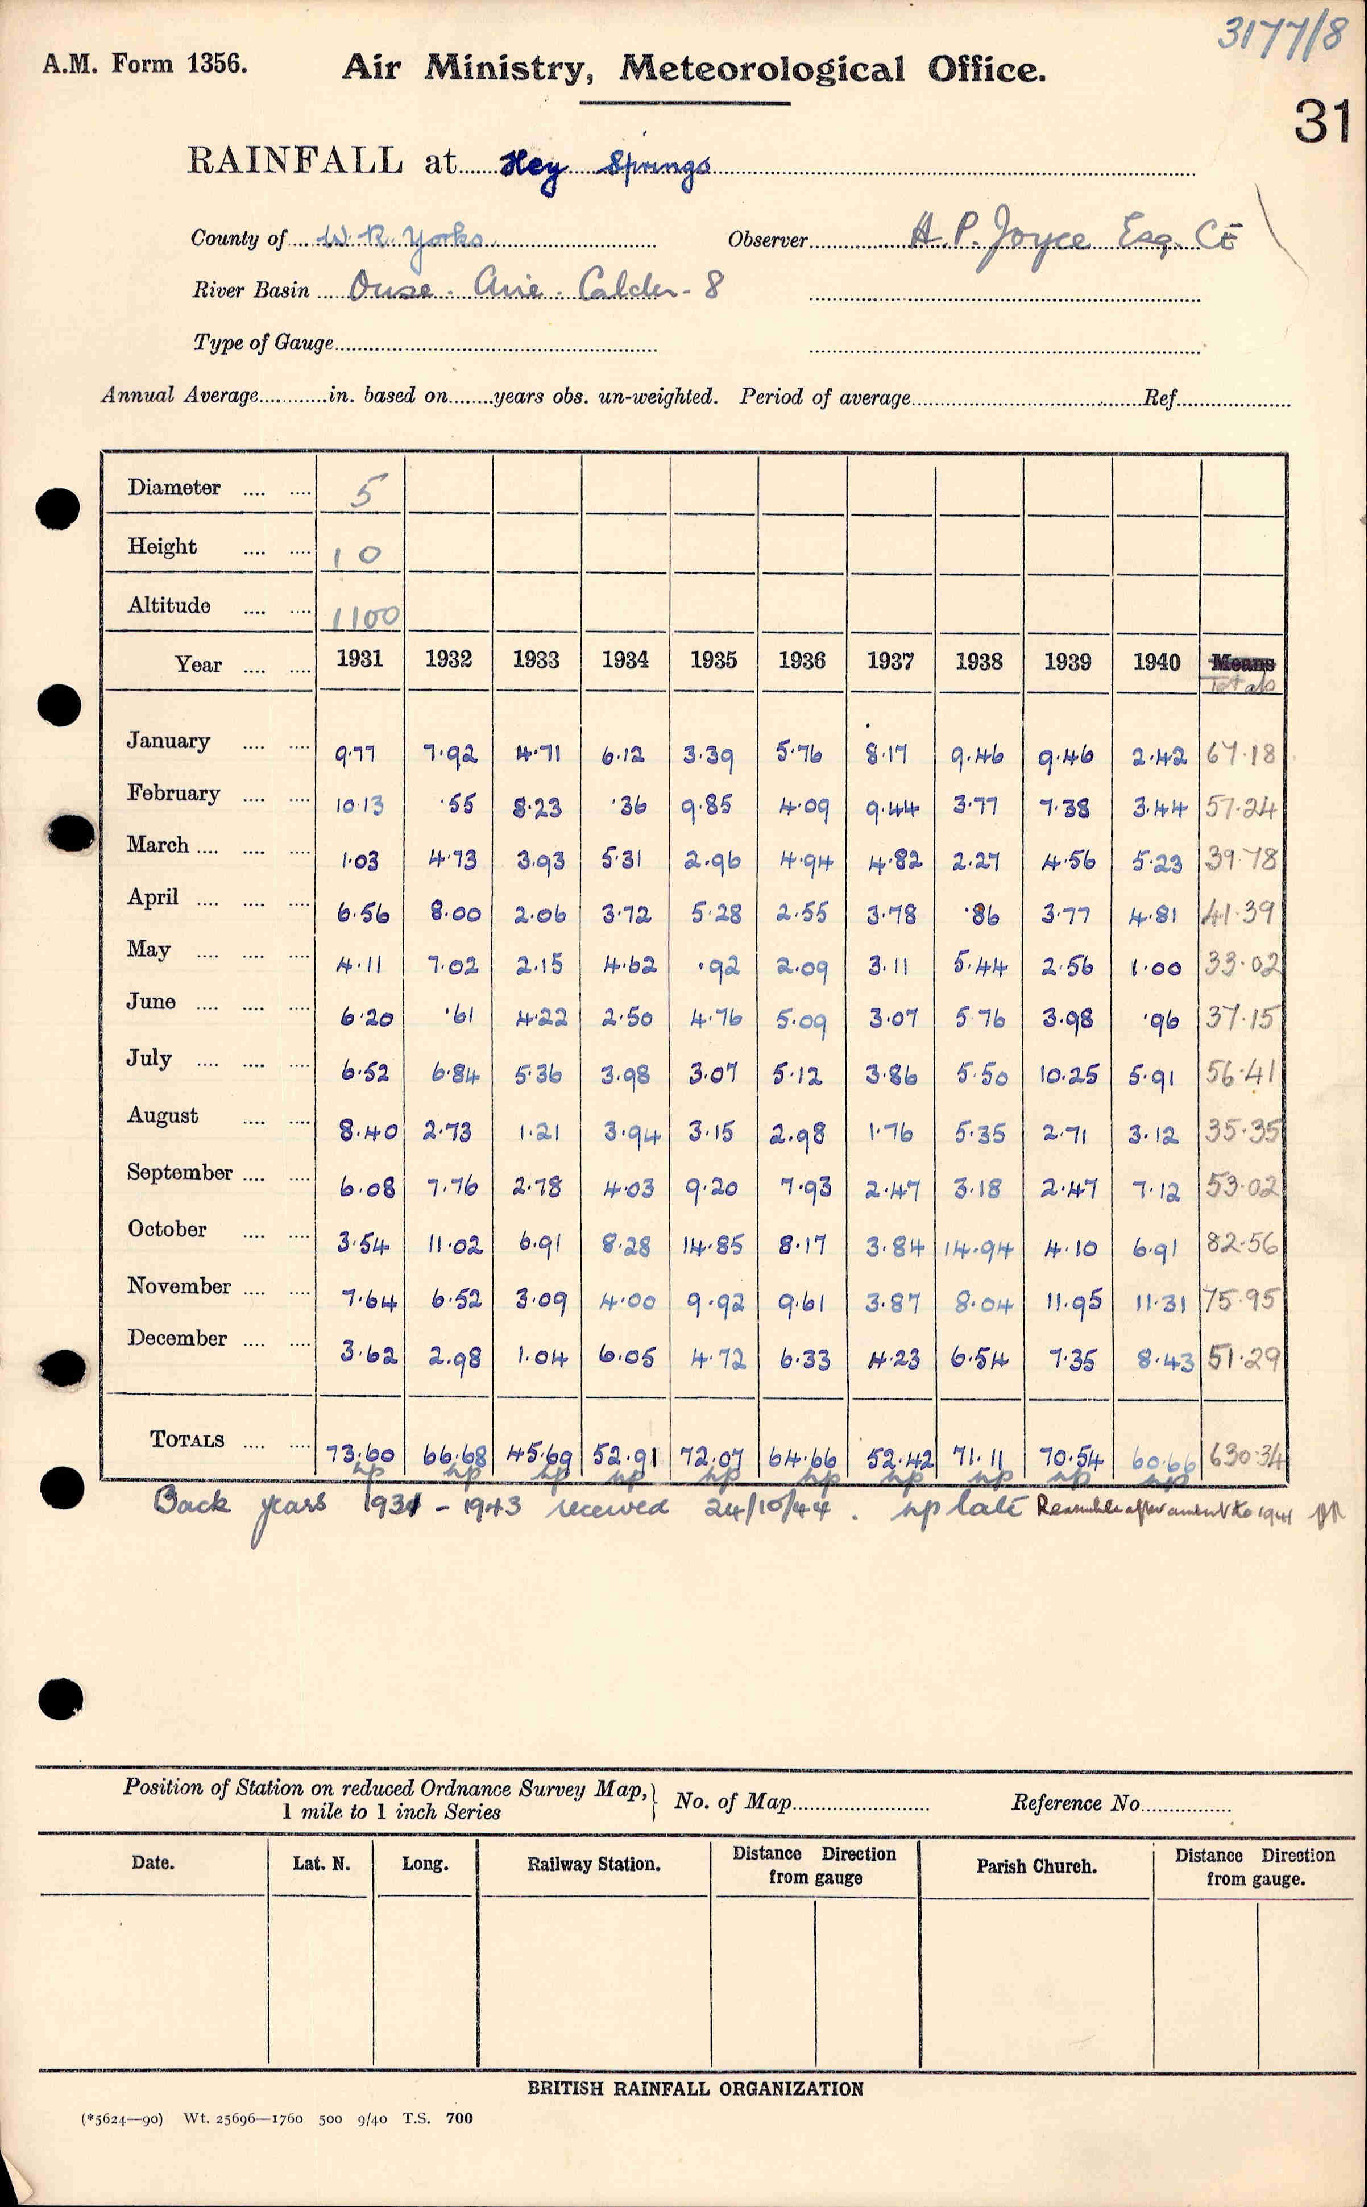 3177/8
A.M. Form 1356. Air Ministry, Meteorological Office.
31
RAINFALL at Hey Springs
County of W. R. Yorks. Observer A. P. Joyce Esq. CE
River Basin Ouse. Aire. Calder - 8
Type of Gauge
Annual Average in. based on years obs. un-weighted. Period of average Ref.
Diameter .... .... 5
Height .... .... 10
Altitude .... .... 1100
Year .... .... 1931 1932 1933 1934 1935 1936 1937 1938 1939 1940 Means
Totals
January .... .... 9.77 7.92 4.71 6.12 3.39 5.76 8.17 9.46 9.46 2.42 67.18
February .... .... 10.13 .55 8.23 .36 9.85 4.09 9.44 3.77 7.38 3.44 57.24
March .... .... .... 1.03 4.73 3.93 5.31 2.96 4.94 4.82 2.27 4.56 5.23 39.78
April .... .... .... 6.56 8.00 2.06 3.72 5.28 2.55 3.78 .86 3.77 4.81 41.39
May .... .... .... 4.11 7.02 2.15 4.62 .92 2.09 3.11 5.44 2.56 1.00 33.02
June .... .... .... 6.20 .61 4.22 2.50 4.76 5.09 3.07 5.76 3.98 .96 37.15
July .... .... .... 6.52 6.84 5.36 3.98 3.07 5.12 3.86 5.50 10.25 5.91 56.41
August .... .... 8.40 2.73 1.21 3.94 3.15 2.98 1.76 5.35 2.71 3.12 35.35
September .... .... 6.08 7.76 2.78 4.03 9.20 7.93 2.47 3.18 2.47 7.12 53.02
October .... .... 3.54 11.02 6.91 8.28 14.85 8.17 3.84 14.94 4.10 6.91 82.56
November .... .... 7.64 6.52 3.09 4.00 9.92 9.61 3.87 8.04 11.95 11.31 75.95
December .... .... 3.62 2.98 1.04 6.05 4.72 6.33 4.23 6.54 7.35 8.43 51.29
TOTALS .... .... 73.60 66.68 45.69 52.91 72.07 64.66 52.42 71.11 70.54 60.66 630.34
np np np np np np np np np np
Back years 1931 - 1943 received 24/10/44. np late
Position of Station on reduced Ordnance Survey Map,} No. of Map Reference No.
1 mile to 1 inch Series
Date. Lat. N. Long. Railway Station. Distance Direction from gauge Parish Church. Distance Direction from gauge.
BRITISH RAINFALL ORGANIZATION
(*5624—90) Wt. 25696—1760 500 9/40 T.S. 700